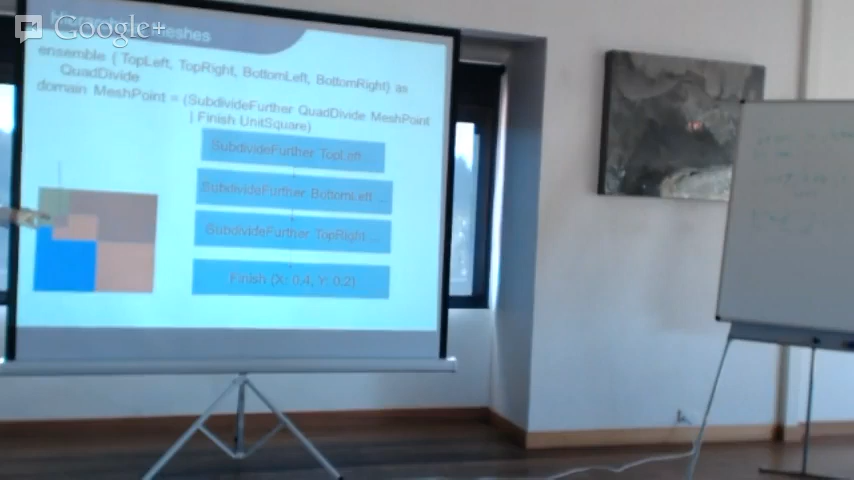 Google+
Meshes
ensemble ( TopLeft, TopRight, BottomLeft, BottomRight) as
QuadDivide
domain MeshPoint = (SubdivideFurther QuadDivide MeshPoint
| Finish UnitSquare)
SubdivideFurther TopLeft...
SubdivideFurther BottomLeft ...
SubdivideFurther TopRight ...
Finish (X: 0.4, Y: 0.2)